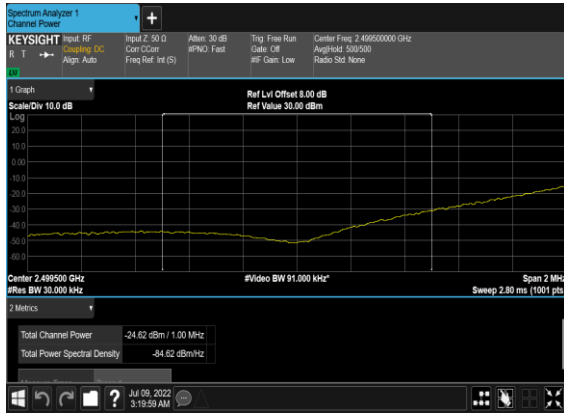 Spectrum Analyzer 1
Channel Power
+
KEYSIGHT Input: RF Input Z: 50 Ω Atten: 30 dB Trig: Free Run Center Freq: 2.499500000 GHz
R T Coupling: DC Corr CCorr #PNO: Fast Gate: Off Avg|Hold: 500/500
Align: Auto Freq Ref: Int (S) #IF Gain: Low Radio Std: None
LXI
1 Graph
Ref Lvl Offset 8.00 dB
Scale/Div 10.0 dB Ref Value 30.00 dBm
Log
20.0
10.0
0.00
-10.0
-20.0
-30.0
-40.0
-50.0
-60.0
Center 2.499500 GHz #Video BW 91.000 kHz* Span 2 MHz
#Res BW 30.000 kHz Sweep 2.80 ms (1001 pts
2 Metrics
Total Channel Power -24.62 dBm / 1.00 MHz
Total Power Spectral Density -84.62 dBm/Hz
? Jul 09, 2022
3:19:59 AM